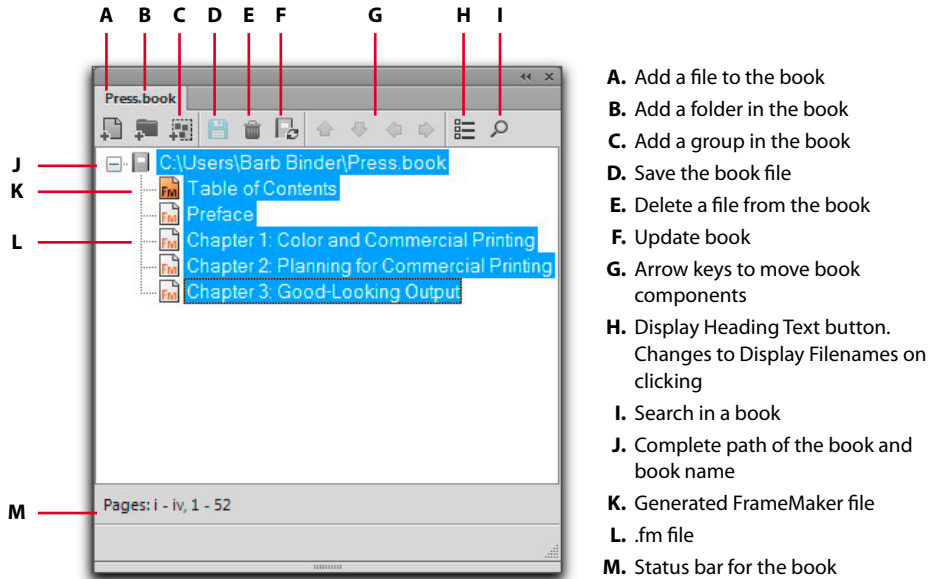 A B C D E F G H I
Press.book
J
C:\Users\Barb Binder\Press.book
K
Table of Contents
Preface
L
Chapter 1: Color and Commercial Printing
Chapter 2: Planning for Commercial Printing
Chapter 3: Good-Looking Output
M
Pages: i - iv, 1 - 52
A. Add a file to the book
B. Add a folder in the book
C. Add a group in the book
D. Save the book file
E. Delete a file from the book
F. Update book
G. Arrow keys to move book
components
H. Display Heading Text button.
Changes to Display Filenames on
clicking
I. Search in a book
J. Complete path of the book and
book name
K. Generated FrameMaker file
L. .fm file
M. Status bar for the book